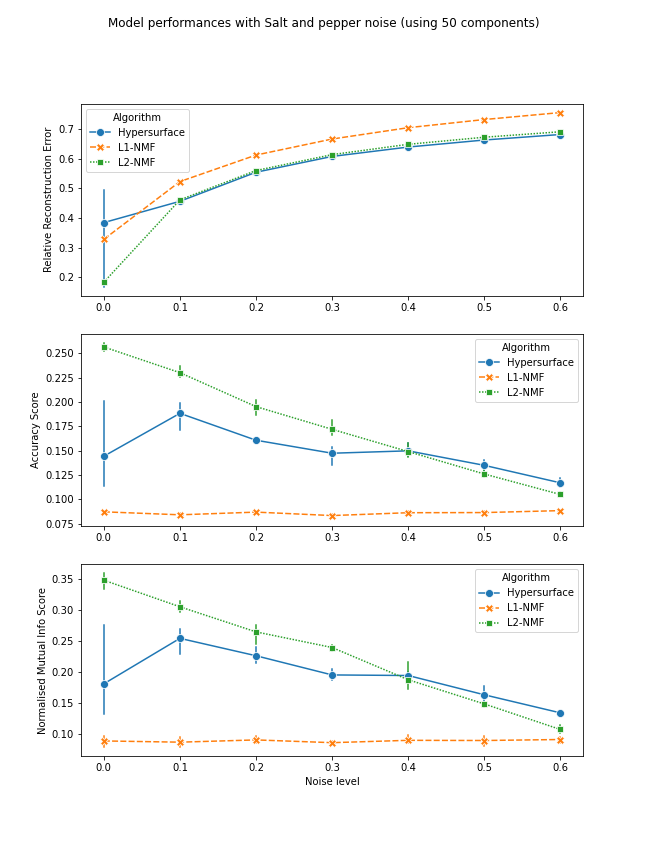 Model performances with Salt and pepper noise (using 50 components)
Relative Reconstruction Error
0.7
0.6
0.5
0.4
0.3
0.2
Algorithm
Hypersurface
L1-NMF
L2-NMF
0.0 0.1 0.2 0.3 0.4 0.5 0.6
Accuracy Score
0.250
0.225
0.200
0.175
0.150
0.125
0.100
0.075
Algorithm
Hypersurface
L1-NMF
L2-NMF
0.0 0.1 0.2 0.3 0.4 0.5 0.6
Normalised Mutual Info Score
0.35
0.30
0.25
0.20
0.15
0.10
Algorithm
Hypersurface
L1-NMF
L2-NMF
0.0 0.1 0.2 0.3 0.4 0.5 0.6
Noise level